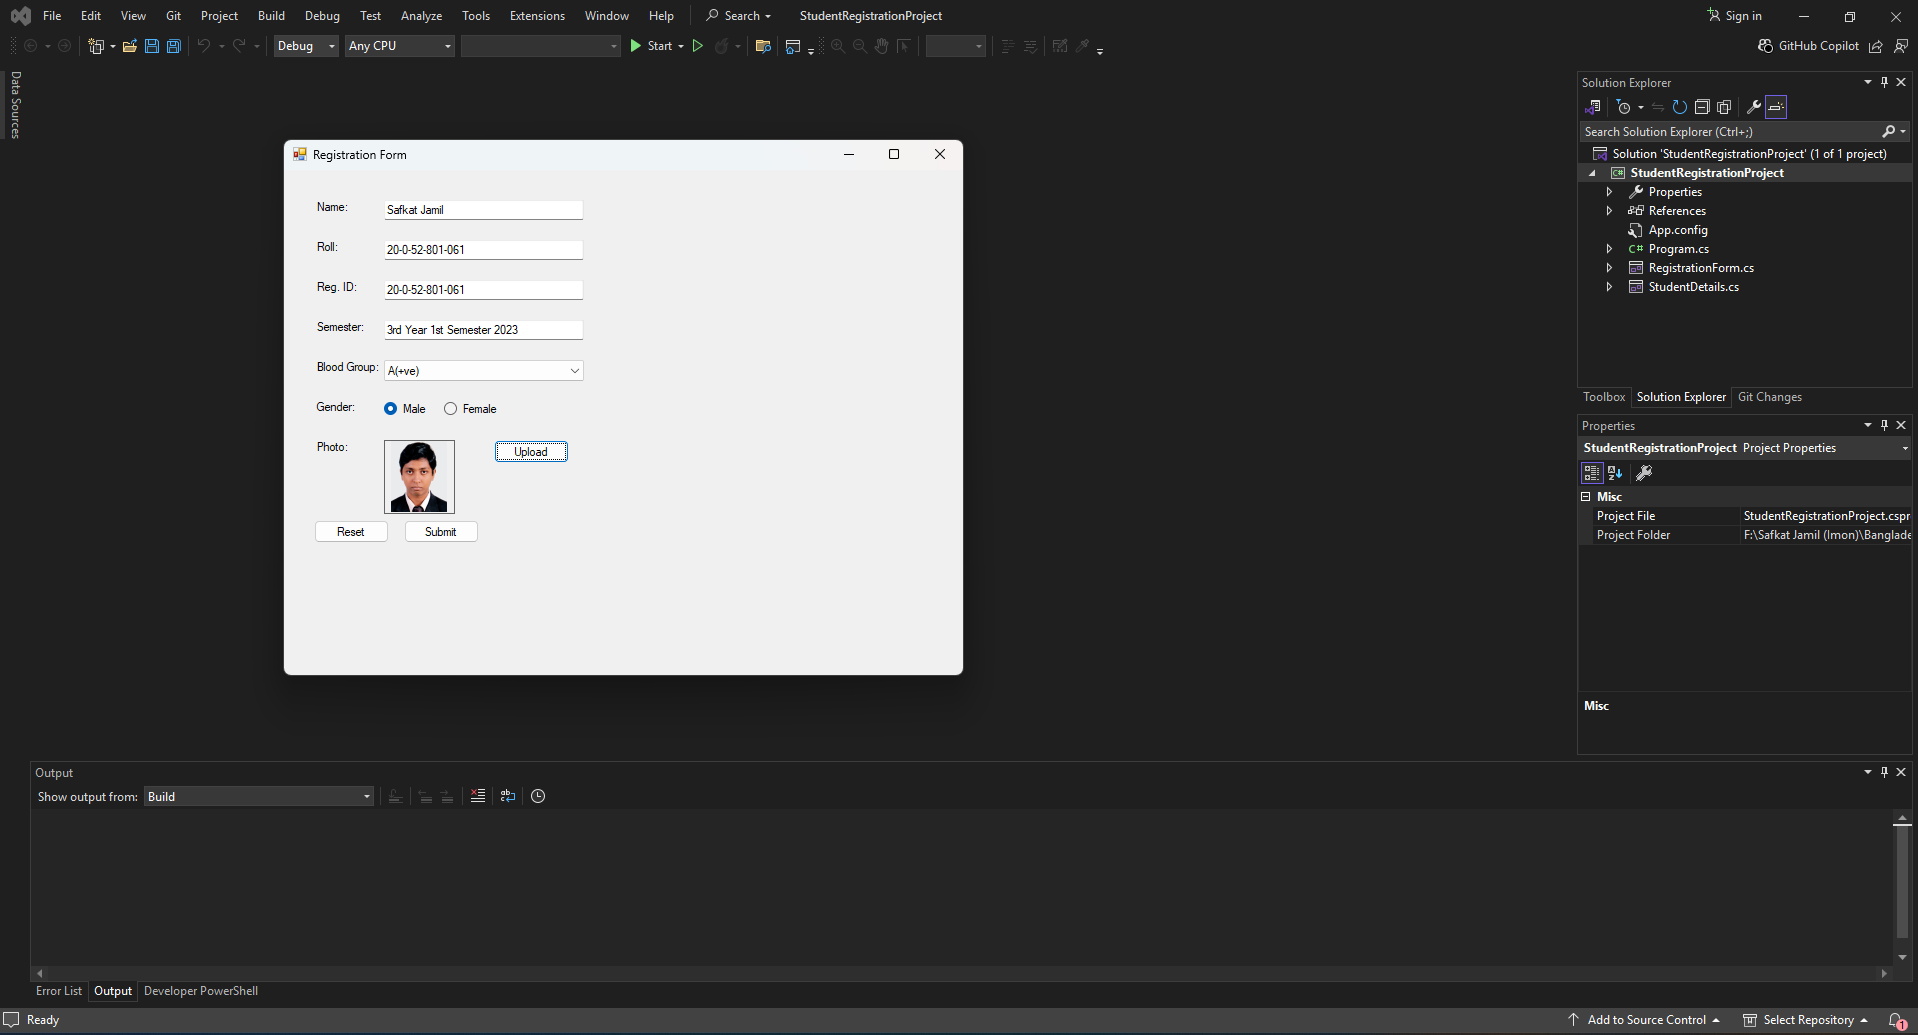 File Edit View Git Project Build Debug Test Analyze Tools Extensions Window Help Search StudentRegistrationProject Sign in
Debug Any CPU Start GitHub Copilot
Data Sources
Registration Form
Name: Safkat Jamil
Roll: 20-0-52-801-061
Reg. ID: 20-0-52-801-061
Semester: 3rd Year 1st Semester 2023
Blood Group: A(+ve)
Gender: Male Female
Photo: Upload
Reset Submit
Solution Explorer
Search Solution Explorer (Ctrl+;)
Solution 'StudentRegistrationProject' (1 of 1 project)
C# StudentRegistrationProject
Properties
References
App.config
C# Program.cs
RegistrationForm.cs
StudentDetails.cs
Toolbox Solution Explorer Git Changes
Properties
StudentRegistrationProject Project Properties
Misc
Project File StudentRegistrationProject.cspr
Project Folder F:\Safkat Jamil (Imon)\Banglade
Misc
Output
Show output from: Build
Error List Output Developer PowerShell
Ready Add to Source Control Select Repository 1